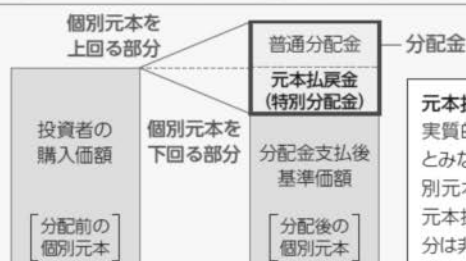 個別元本を
上回る部分
普通分配金
分配金
元本払戻金
(特別分配金)
投資者の
購入価額
個別元本を
下回る部分
分配金支払後
基準価額
分配前の
個別元本
分配後の
個別元本
元本払
実質的
とみな
別元本
元本払
分は非